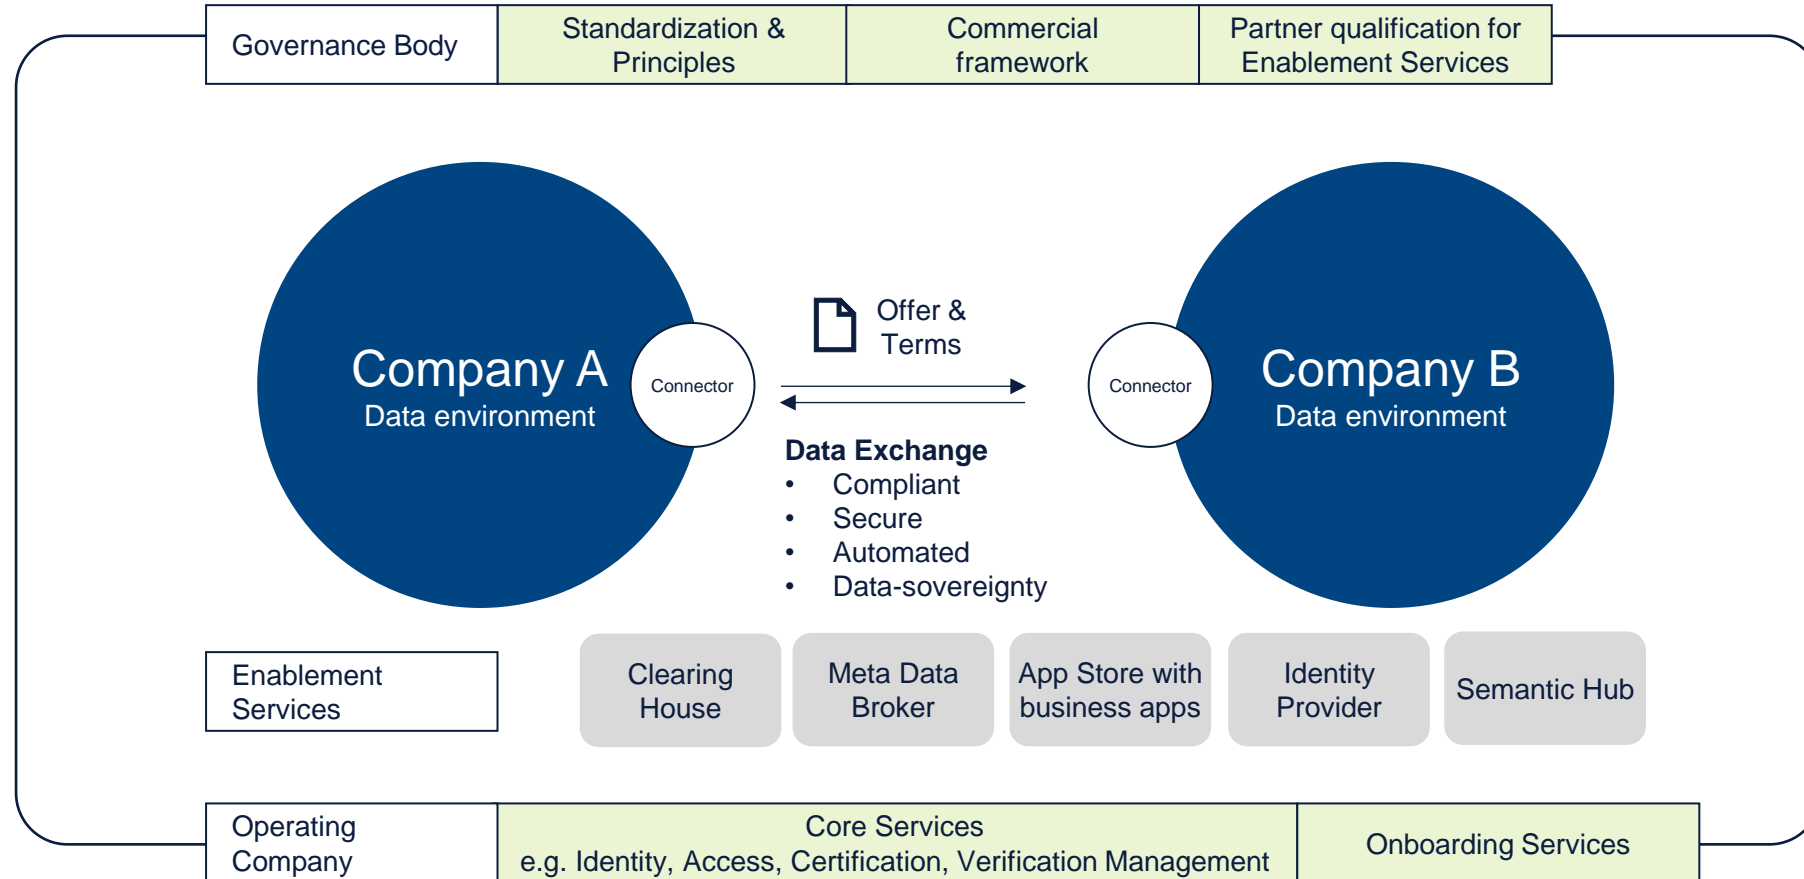 Governance Body
Standardization &
Principles
Commercial
framework
Partner qualification for
Enablement Services
Company A
Data environment
Connector
Offer &
Terms
Data Exchange
• Compliant
• Secure
• Automated
• Data-sovereignty
Connector
Company B
Data environment
Enablement
Services
Clearing
House
Meta Data
Broker
App Store with
business apps
Identity
Provider
Semantic Hub
Operating
Company
Core Services
e.g. Identity, Access, Certification, Verification Management
Onboarding Services